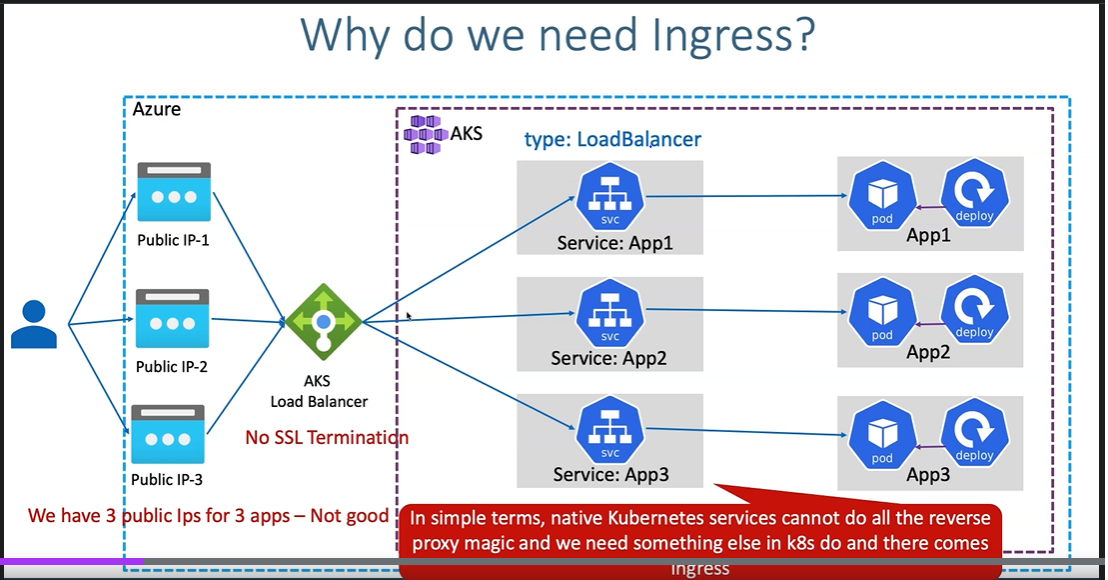 Why do we need Ingress?
Azure
AKS
type: LoadBalancer
Public IP-1
svc
Service: App1
pod
deploy
App1
Public IP-2
AKS
Load Balancer
svc
Service: App2
pod
deploy
App2
No SSL Termination
Public IP-3
svc
Service: App3
pod
deploy
App3
We have 3 public Ips for 3 apps – Not good
In simple terms, native Kubernetes services cannot do all the reverse
proxy magic and we need something else in k8s do and there comes
Ingress